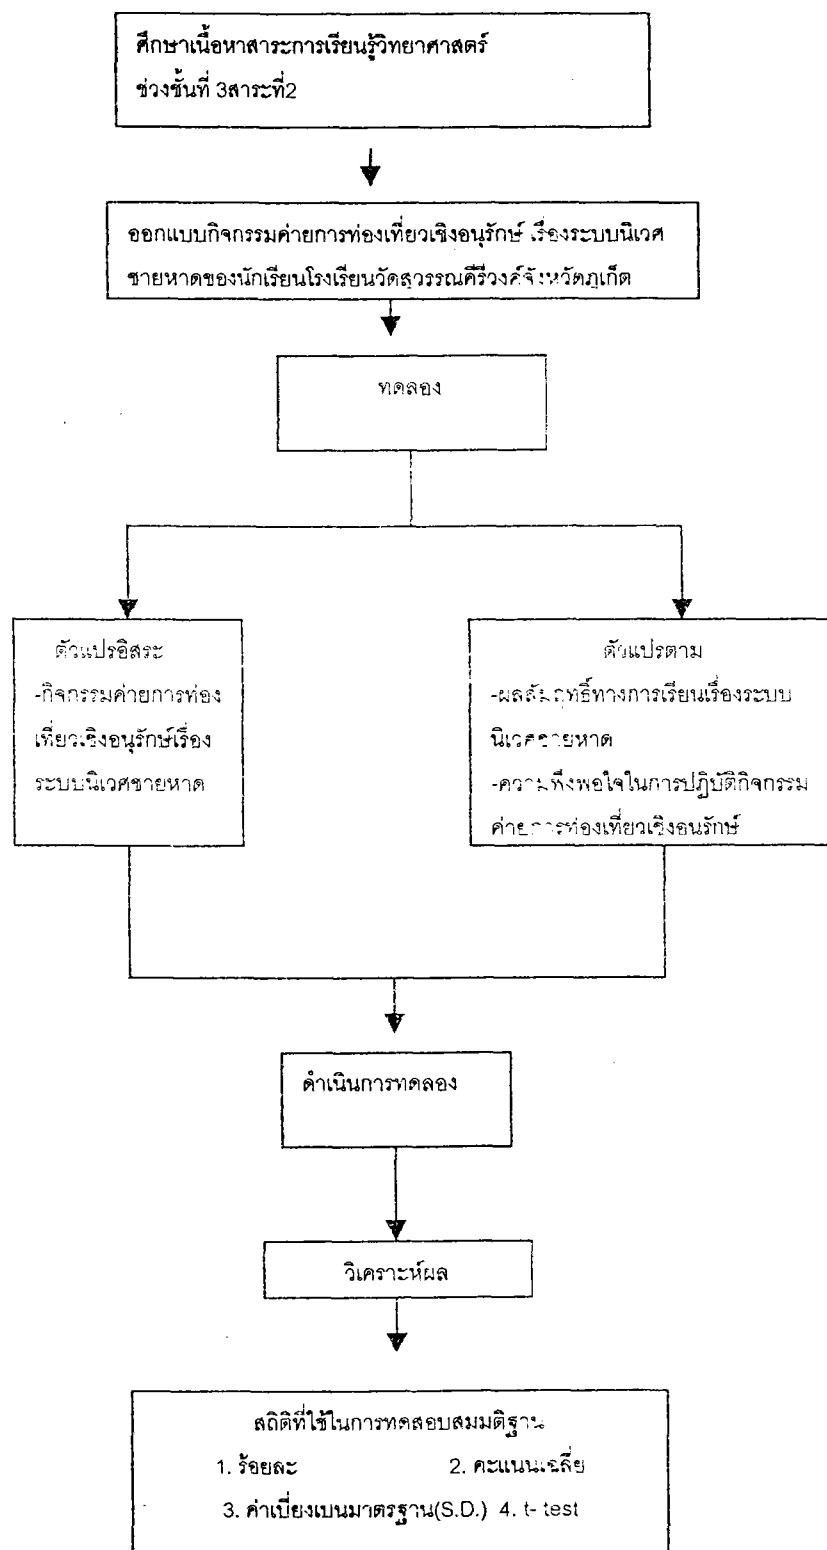 ศึกษาเนื้อหาสาระการเรียนรู้วิทยาศาสตร์
ช่วงชั้นที่ 3สาระที่2
ออกแบบกิจกรรมค่ายการท่องเที่ยวเชิงอนุรักษ์ เรื่องระบบนิเวศ
ชายหาดของนักเรียนโรงเรียนวัดสุวรรณคีรีวงค์จังหวัดภูเก็ต
ทดลอง
ตัวแปรอิสระ
-กิจกรรมค่ายการท่อง
เที่ยวเชิงอนุรักษ์เรื่อง
ระบบนิเวศชายหาด
ตัวแปรตาม
-ผลสัมฤทธิ์ทางการเรียนเรื่องระบบ
นิเวศชายหาด
-ความพึงพอใจในการปฏิบัติกิจกรรม
ค่ายการท่องเที่ยวเชิงอนุรักษ์
ดำเนินการทดลอง
วิเคราะห์ผล
สถิติที่ใช้ในการทดสอบสมมติฐาน
1. ร้อยละ 2. คะแนนเฉลี่ย
3. ค่าเบี่ยงเบนมาตรฐาน(S.D.) 4. t- test